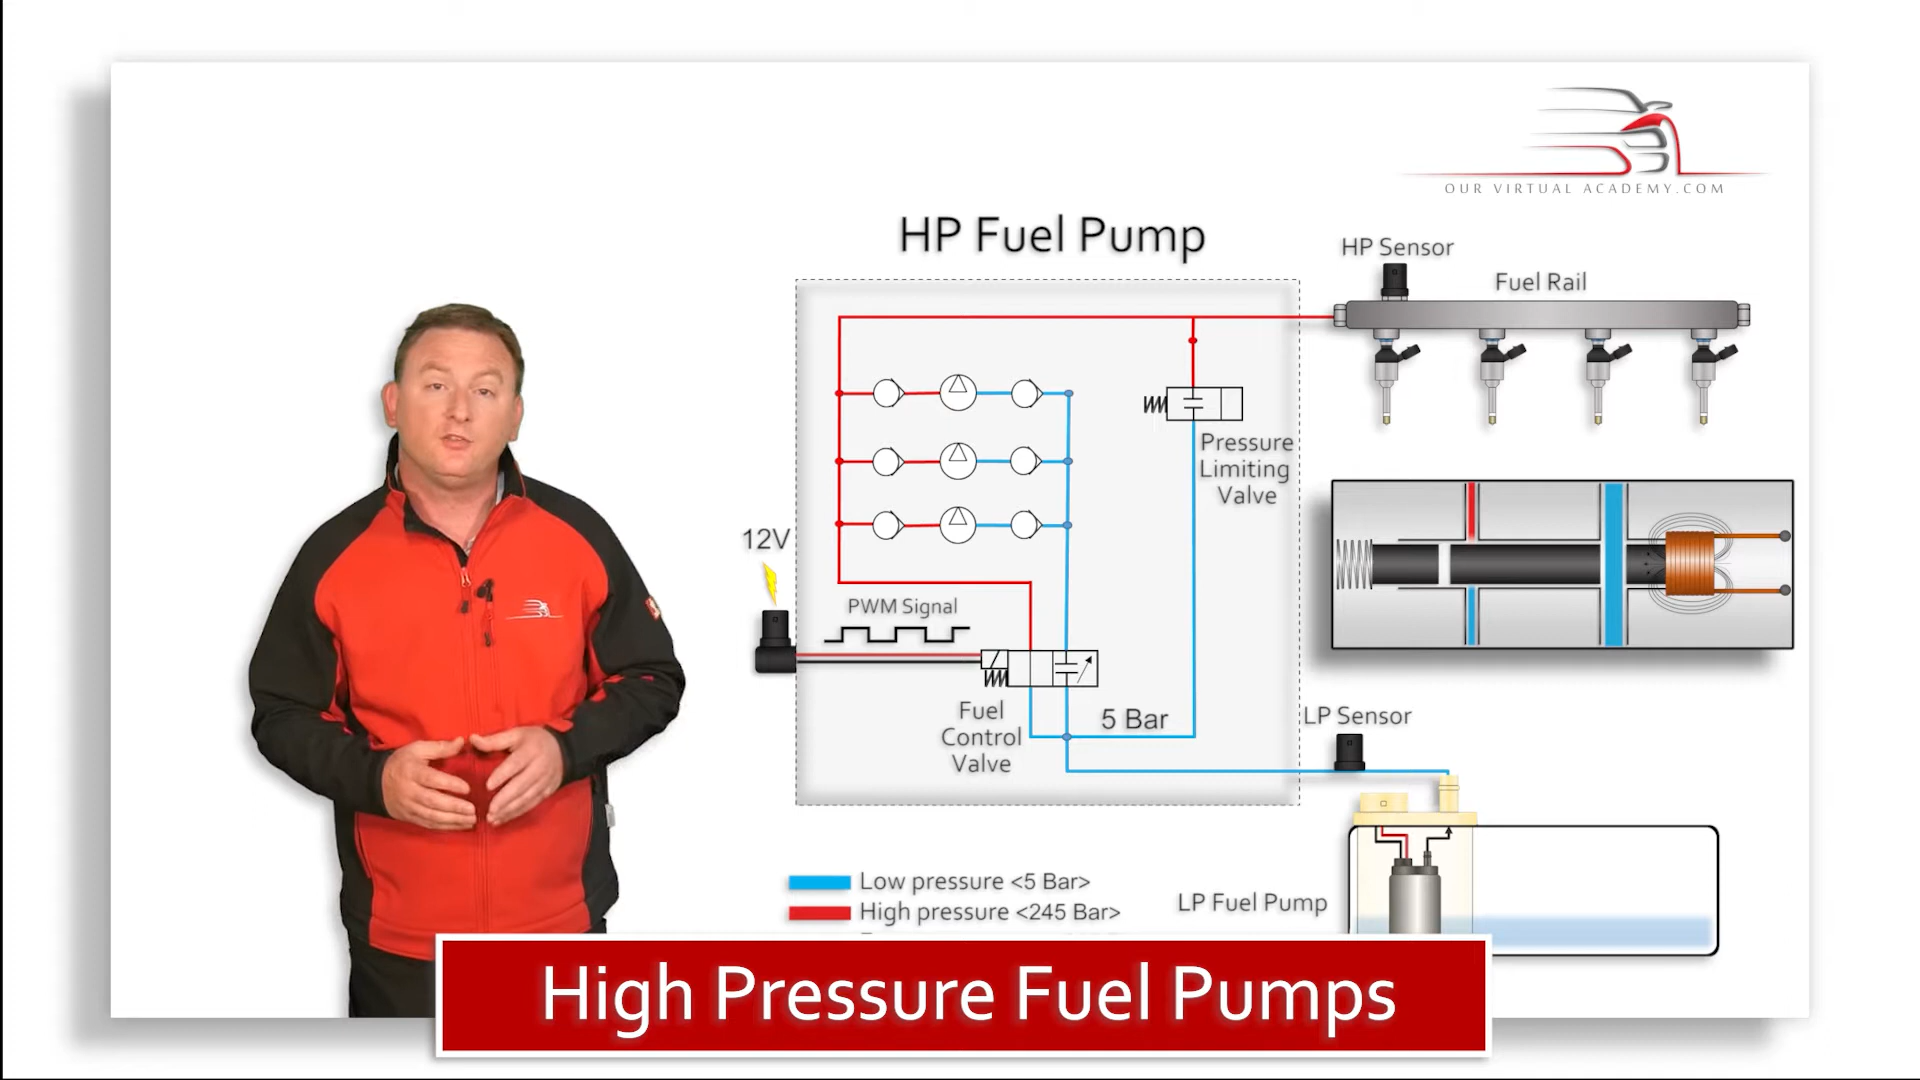 OUR VIRTUAL ACADEMY.COM
HP Fuel Pump
HP Sensor
Fuel Rail
Pressure
Limiting
Valve
12V
PWM Signal
Fuel
Control
Valve
5 Bar
LP Sensor
Low pressure <5 Bar>
High pressure <245 Bar>
LP Fuel Pump
High Pressure Fuel Pumps